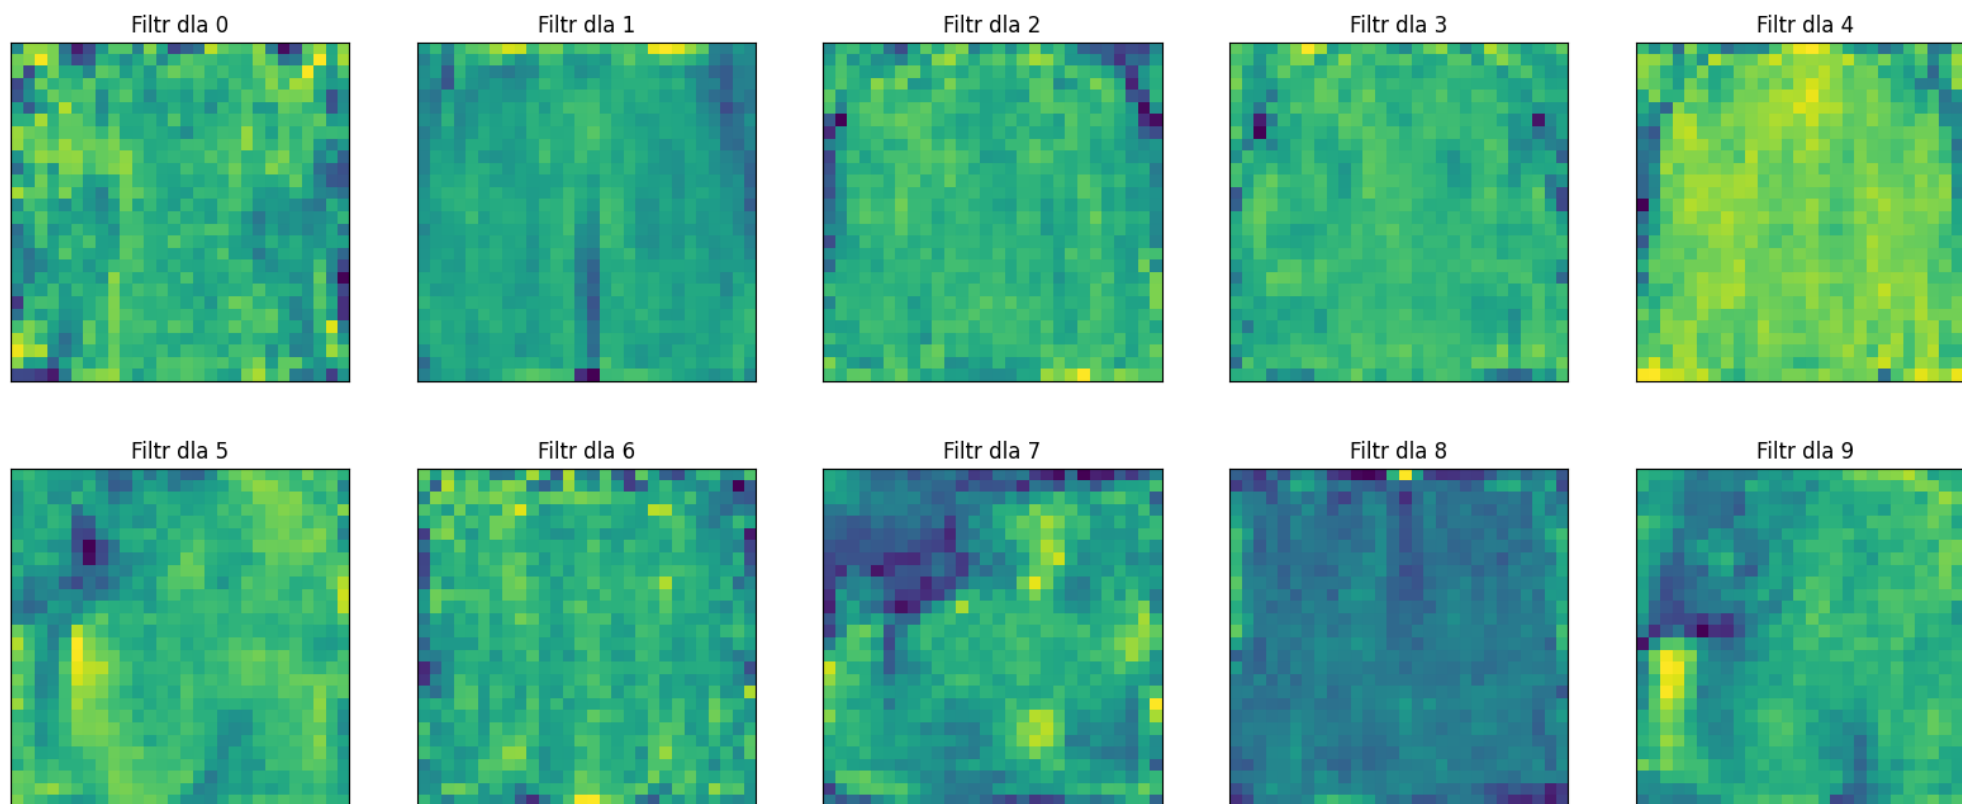 Filtr dla 0
Filtr dla 1
Filtr dla 2
Filtr dla 3
Filtr dla 4
Filtr dla 5
Filtr dla 6
Filtr dla 7
Filtr dla 8
Filtr dla 9